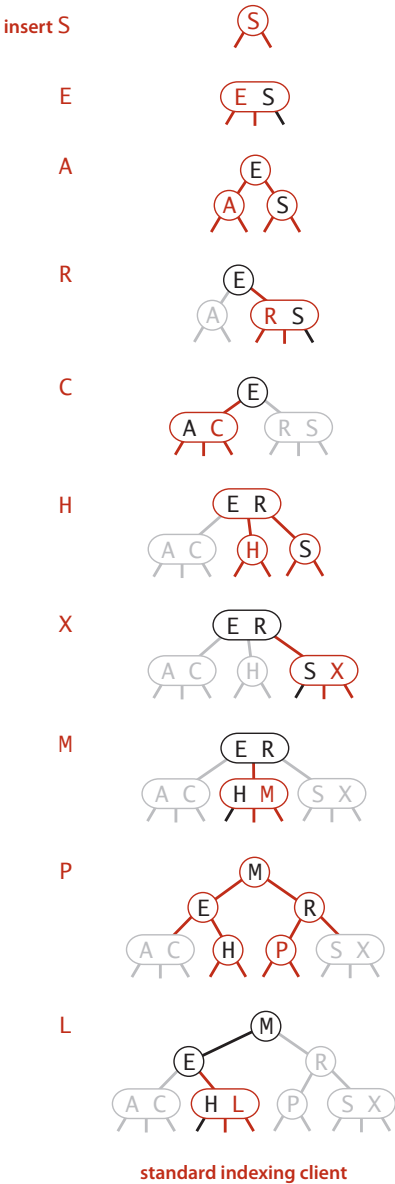 insert S
S
E
E S
A
E
A S
R
E
A R S
C
E
A C R S
H
E R
A C H S
X
E R
A C H S X
M
E R
A C H M S X
P
M
E R
A C H P S X
L
M
E R
A C H L P S X
standard indexing client